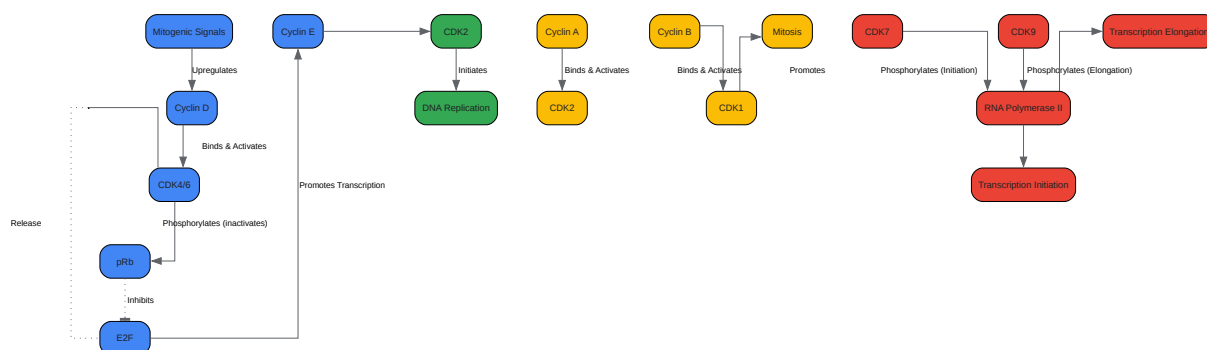 Mitogenic Signals
Cyclin E
CDK2
Cyclin A
Cyclin B
Mitosis
CDK7
CDK9
Transcription Elongation
Upregulates
Initiates
Binds & Activates
Binds & Activates
Promotes
Phosphorylates (Initiation)
Phosphorylates (Elongation)
Cyclin D
DNA Replication
CDK2
CDK1
RNA Polymerase II
Binds & Activates
CDK4/6
Promotes Transcription
Transcription Initiation
Release
Phosphorylates (inactivates)
pRb
Inhibits
E2F